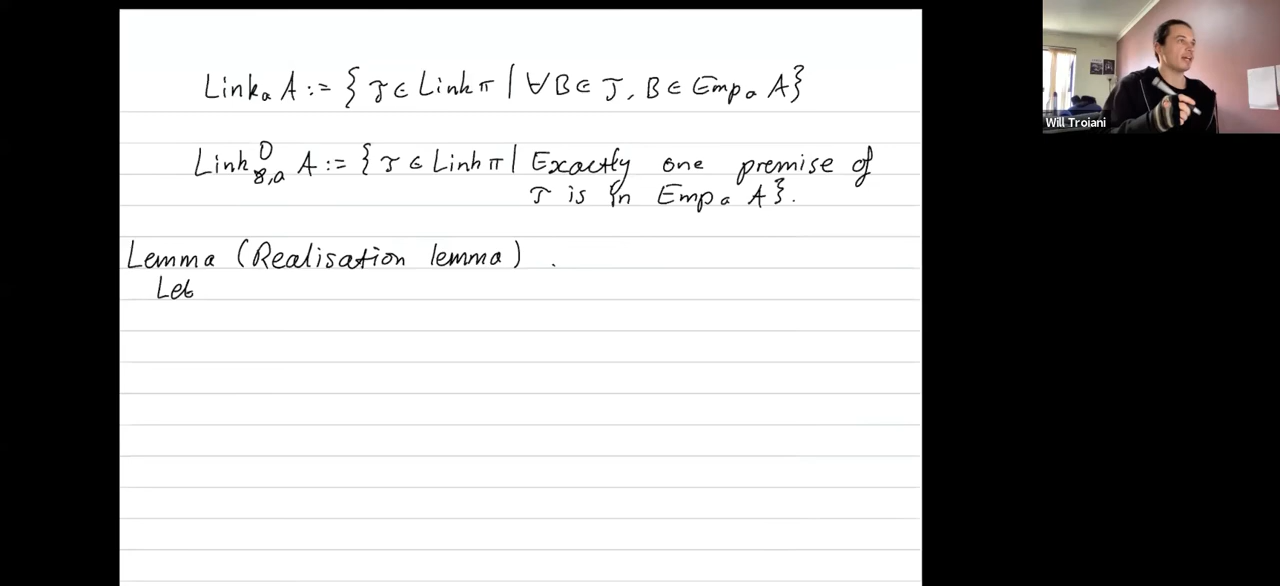 Link_a A := { τ ∈ Link π | ∀B ∈ τ, B ∈ Emp_a A }
Link^0_{⅋,a} A := { τ ∈ Link π | Exactly one premise of
τ is in Emp_a A }.
Lemma (Realisation lemma).
Let
Will Troiani